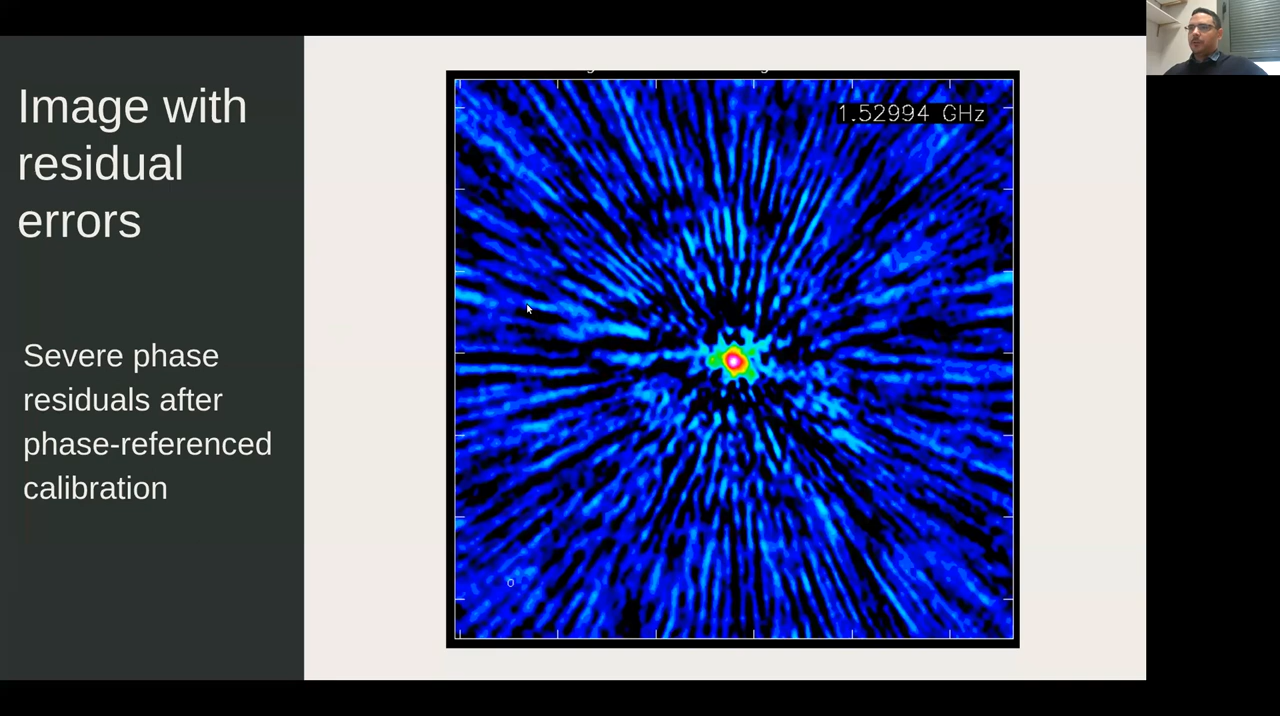 Image with
residual
errors
Severe phase
residuals after
phase-referenced
calibration
1.52994 GHz